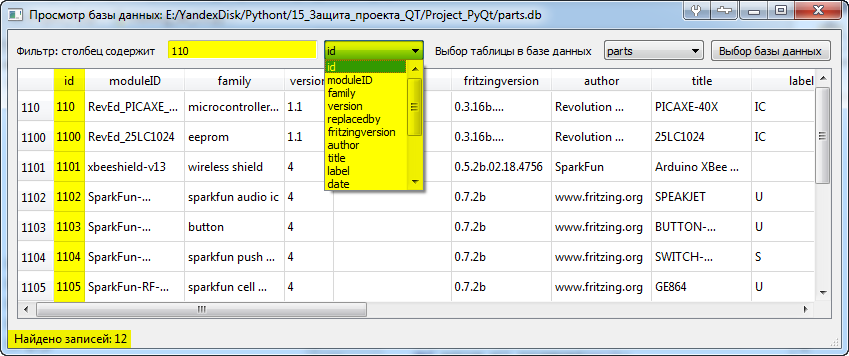 Просмотр базы данных: E:/YandexDisk/Pythont/15_Защита_проекта_QT/Project_PyQt/parts.db
Фильтр: столбец содержит 110 id Выбор таблицы в базе данных parts Выбор базы данных
id moduleID family version fritzingversion author title label
110 110 RevEd_PICAXE_... microcontroller... 1.1 0.3.16b.... Revolution ... PICAXE-40X IC
1100 1100 RevEd_25LC1024 eeprom 1.1 0.3.16b.... Revolution ... 25LC1024 IC
1101 1101 xbeeshield-v13 wireless shield 4 0.5.2b.02.18.4756 SparkFun Arduino XBee ...
1102 1102 SparkFun-... sparkfun audio ic 4 0.7.2b www.fritzing.org SPEAKJET U
1103 1103 SparkFun-... button 4 0.7.2b www.fritzing.org BUTTON-... U
1104 1104 SparkFun-... sparkfun push ... 4 0.7.2b www.fritzing.org SWITCH-... S
1105 1105 SparkFun-RF-... sparkfun cell ... 4 0.7.2b www.fritzing.org GE864 U
id
moduleID
family
version
replacedby
fritzingversion
author
title
label
date
Найдено записей: 12